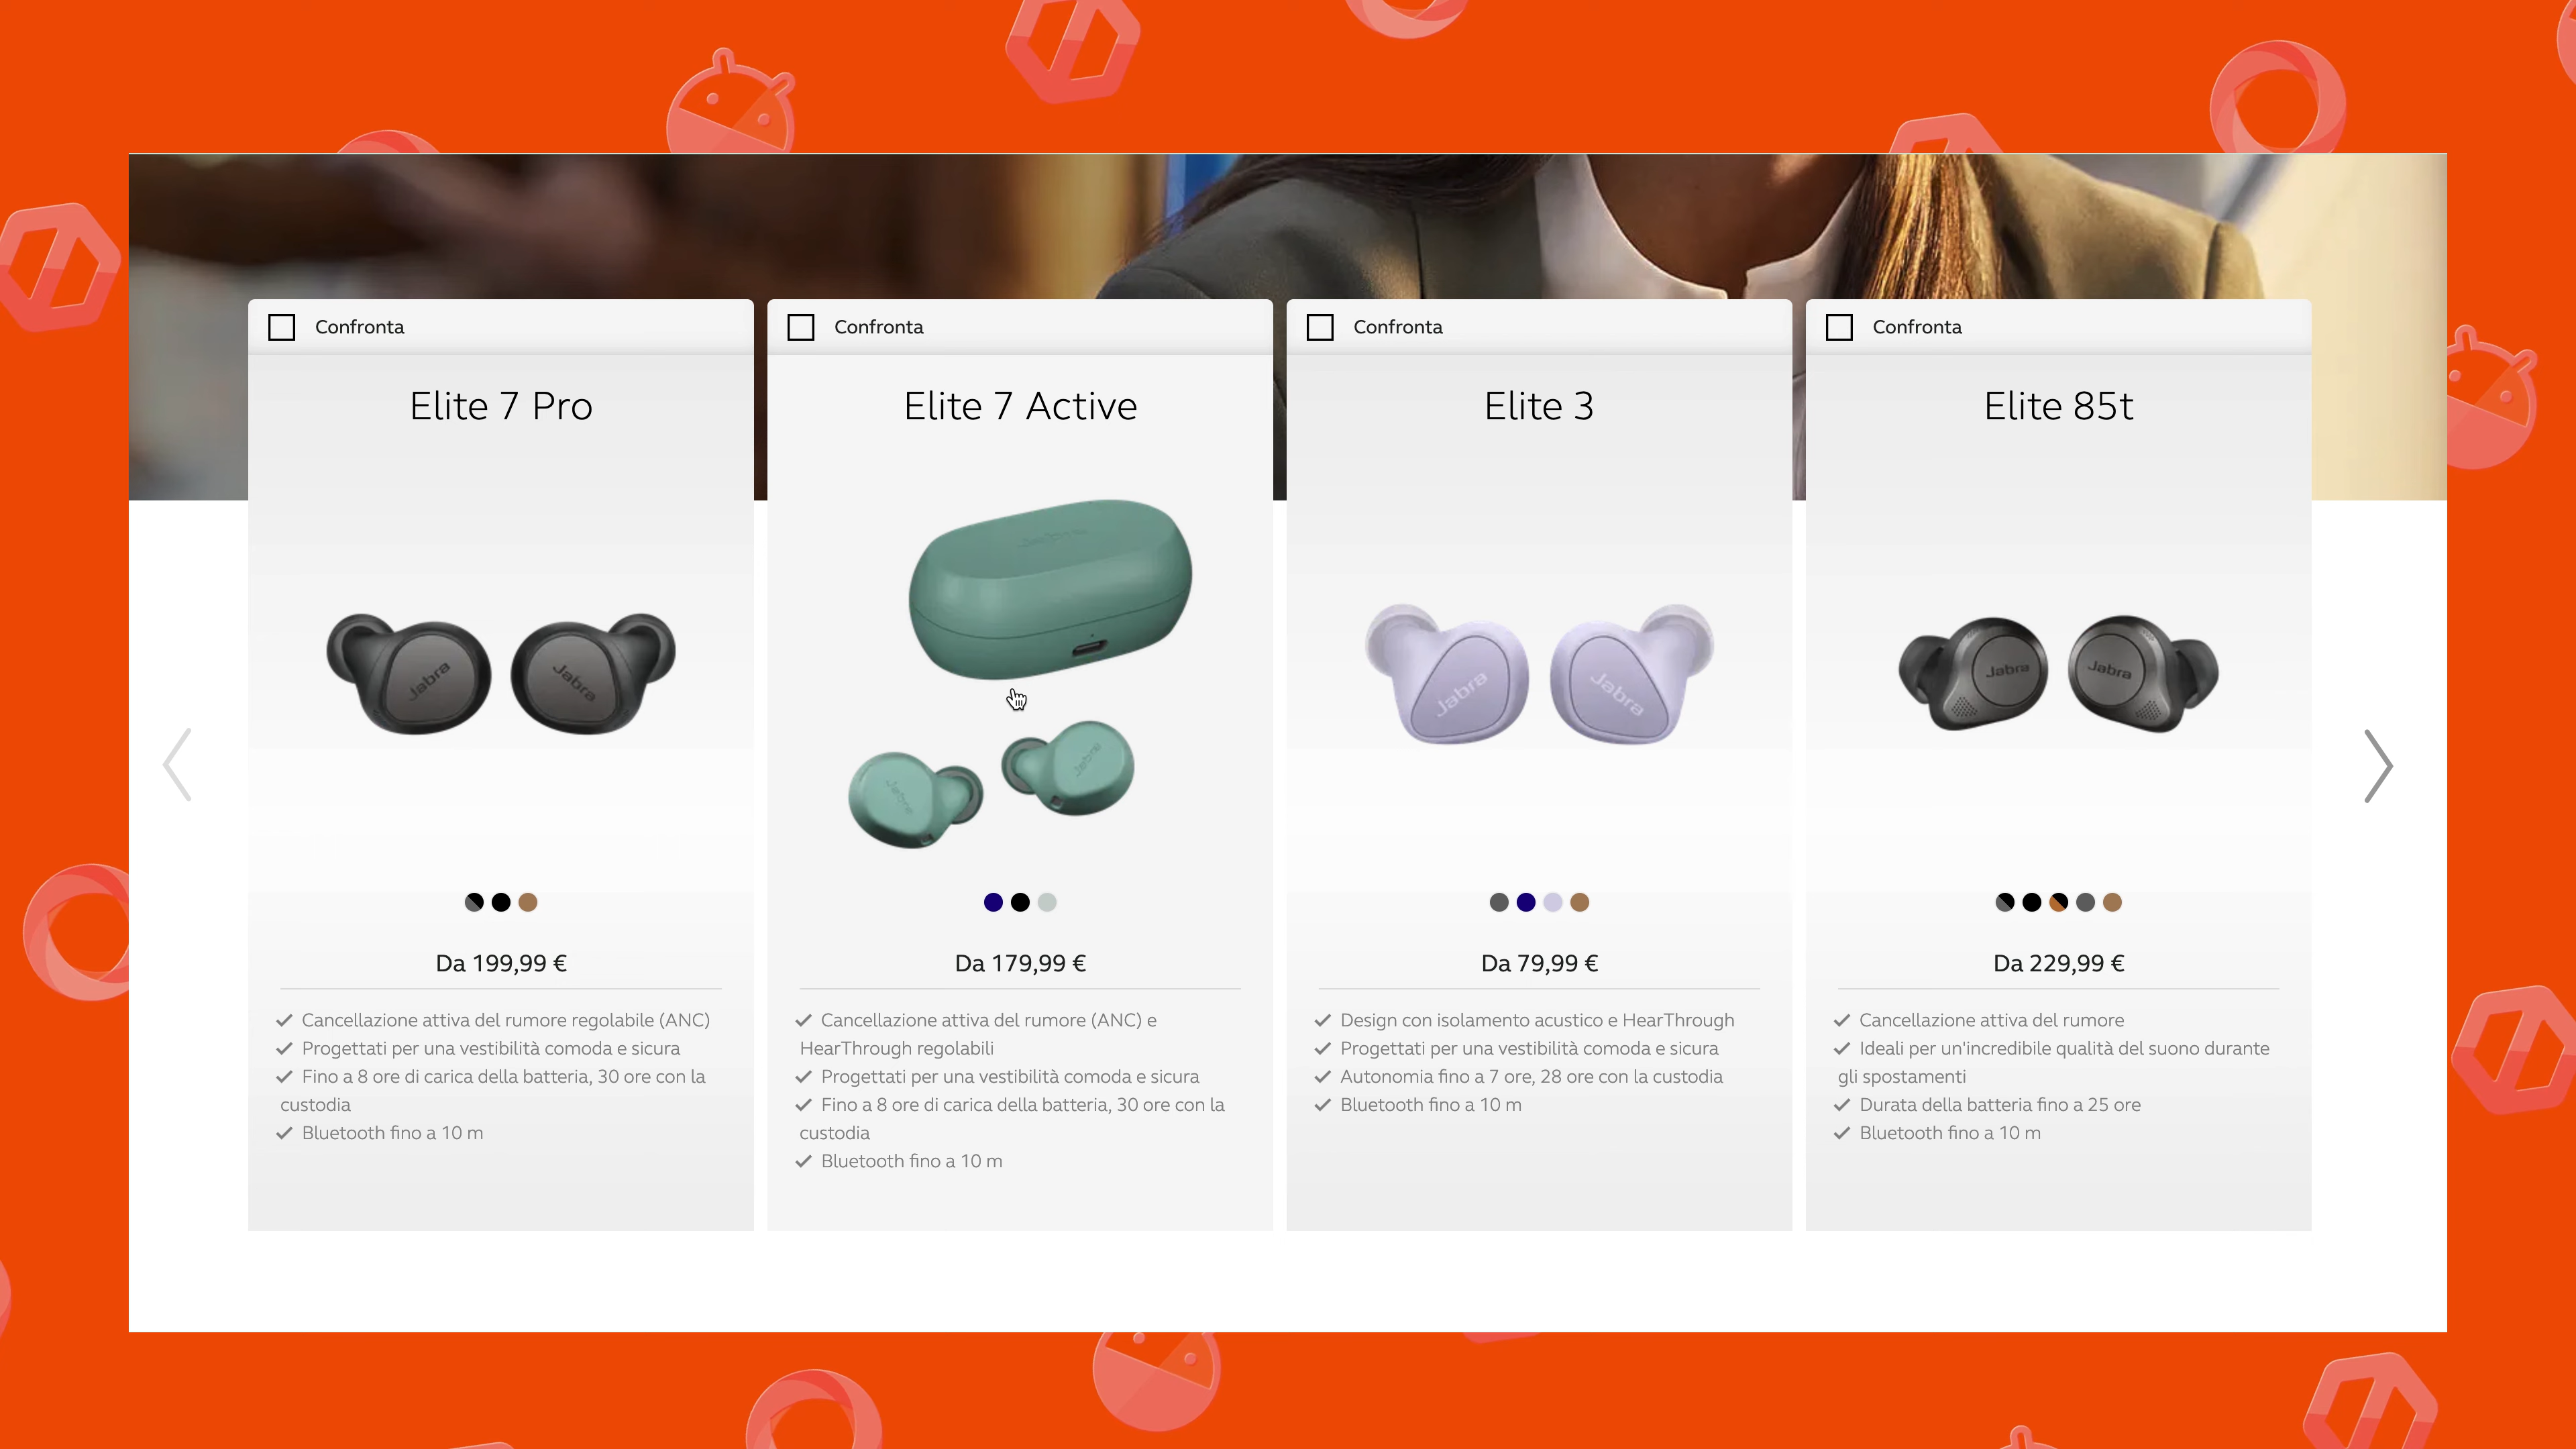 Confronta
Elite 7 Pro
Jabra
Jabra
Da 199,99 €
Cancellazione attiva del rumore regolabile (ANC)
Progettati per una vestibilità comoda e sicura
Fino a 8 ore di carica della batteria, 30 ore con la
custodia
Bluetooth fino a 10 m
Confronta
Elite 7 Active
Jabra
Jabra
Jabra
Da 179,99 €
Cancellazione attiva del rumore (ANC) e
HearThrough regolabili
Progettati per una vestibilità comoda e sicura
Fino a 8 ore di carica della batteria, 30 ore con la
custodia
Bluetooth fino a 10 m
Confronta
Elite 3
Jabra
Jabra
Da 79,99 €
Design con isolamento acustico e HearThrough
Progettati per una vestibilità comoda e sicura
Autonomia fino a 7 ore, 28 ore con la custodia
Bluetooth fino a 10 m
Confronta
Elite 85t
Jabra
Jabra
Da 229,99 €
Cancellazione attiva del rumore
Ideali per un'incredibile qualità del suono durante
gli spostamenti
Durata della batteria fino a 25 ore
Bluetooth fino a 10 m